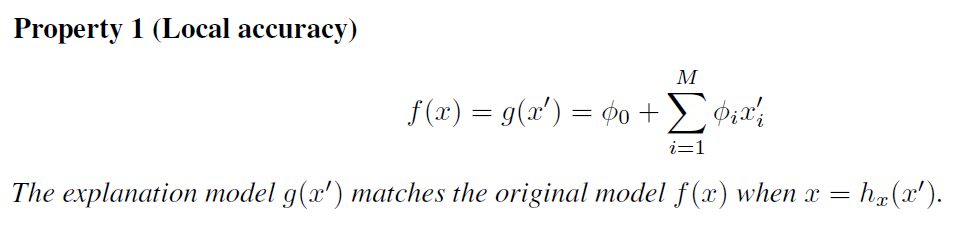 Property 1 (Local accuracy)
f(x) = g(x′) = ϕ₀ + ∑ᵢ₌₁ᴹ ϕᵢx′ᵢ
The explanation model g(x′) matches the original model f(x) when x = hₓ(x′).